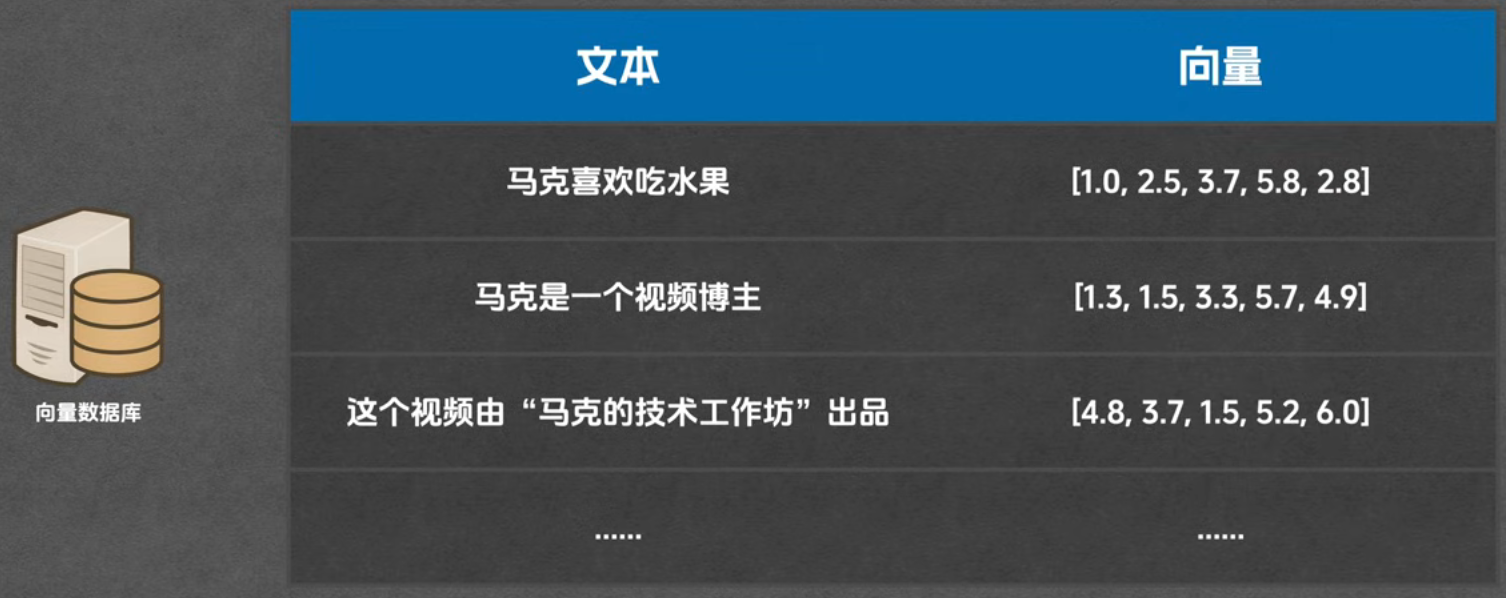 文本 向量
马克喜欢吃水果 [1.0, 2.5, 3.7, 5.8, 2.8]
马克是一个视频博主 [1.3, 1.5, 3.3, 5.7, 4.9]
这个视频由“马克的技术工作坊”出品 [4.8, 3.7, 1.5, 5.2, 6.0]
...... ......
向量数据库